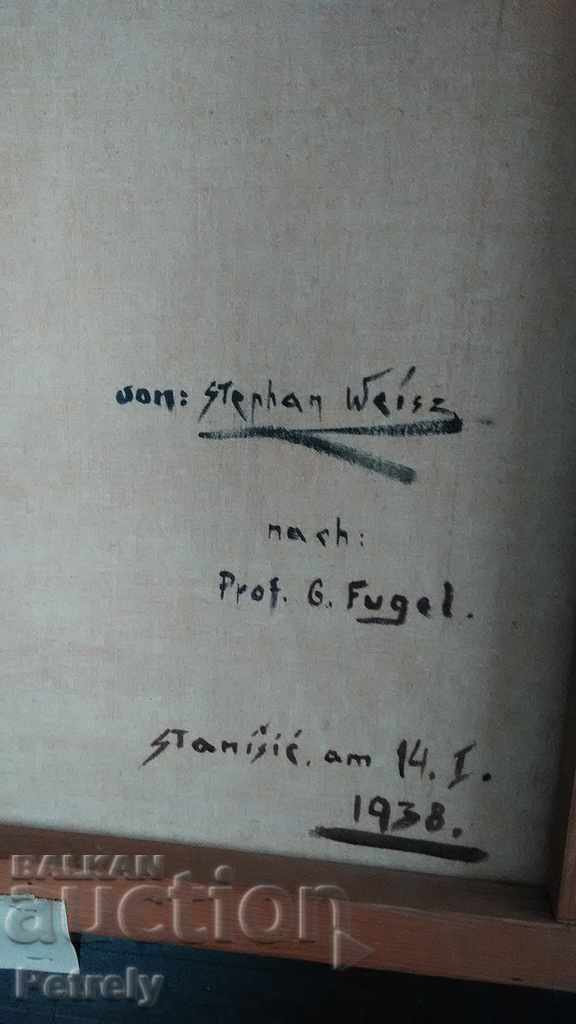 von: Stephan Weisz
nach:
Prof. G. Fugel.
Stanišić, am 14. I.
1938.
BALKAN
auction
Petrely